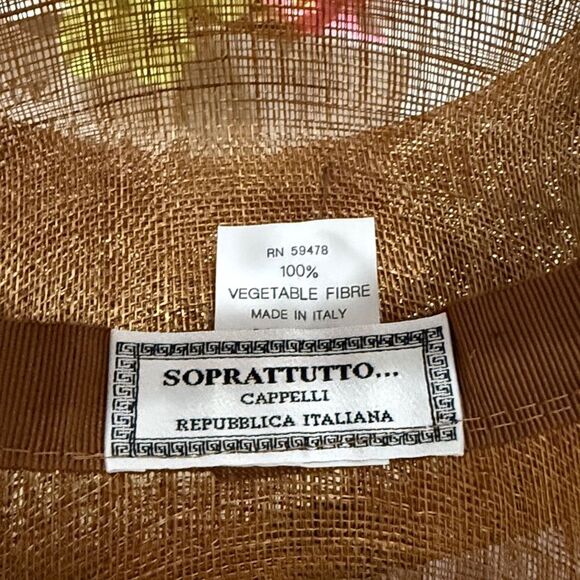 RN 59478
100%
VEGETABLE FIBRE
MADE IN ITALY
SOPRATTUTTO...
CAPPELLI
REPUBBLICA ITALIANA